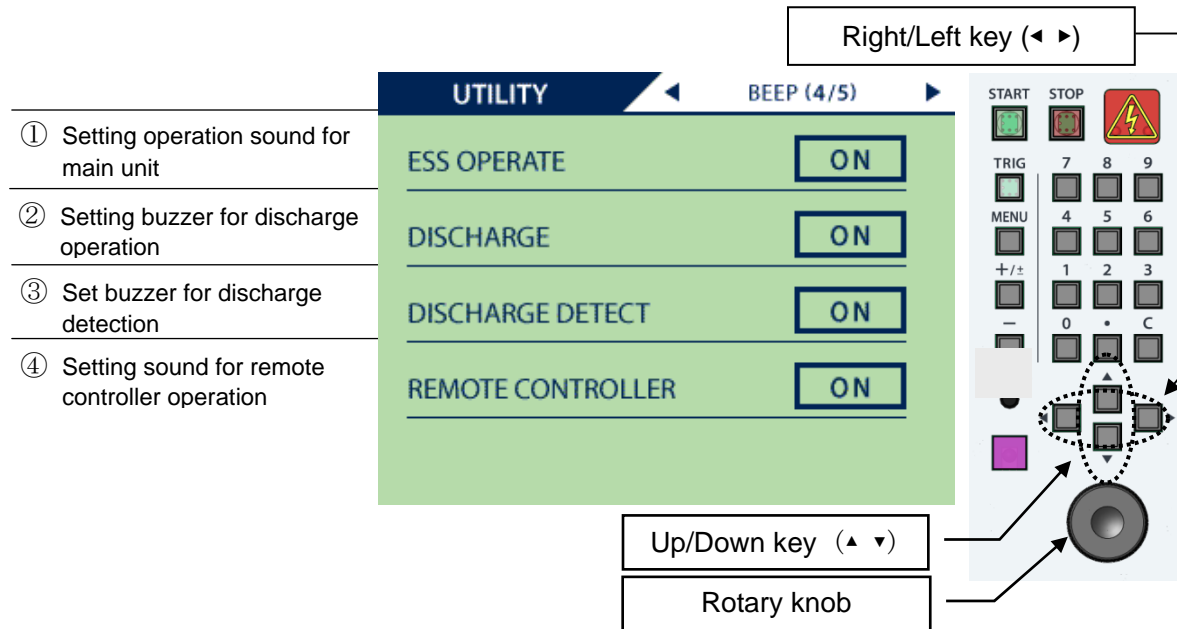 Right/Left key (◂ ▸)
UTILITY ◀ BEEP (4/5) ▶
① Setting operation sound for
main unit
② Setting buzzer for discharge
operation
③ Set buzzer for discharge
detection
④ Setting sound for remote
controller operation
ESS OPERATE ON
DISCHARGE ON
DISCHARGE DETECT ON
REMOTE CONTROLLER ON
START STOP
TRIG 7 8 9
MENU 4 5 6
+/± 1 2 3
− 0 • C
Up/Down key (▴ ▾)
Rotary knob